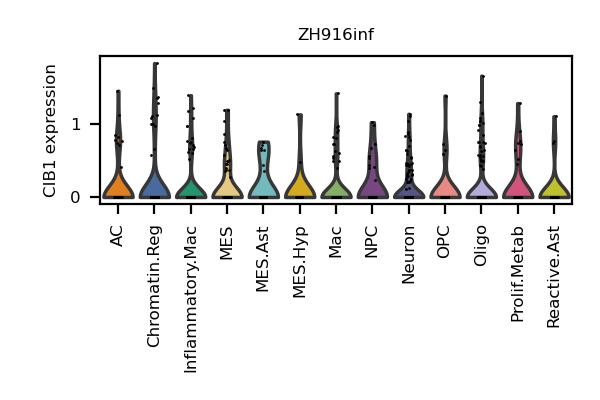 ZH916inf
CIB1 expression
1
0
AC
Chromatin.Reg
Inflammatory.Mac
MES
MES.Ast
MES.Hyp
Mac
NPC
Neuron
OPC
Oligo
Prolif.Metab
Reactive.Ast